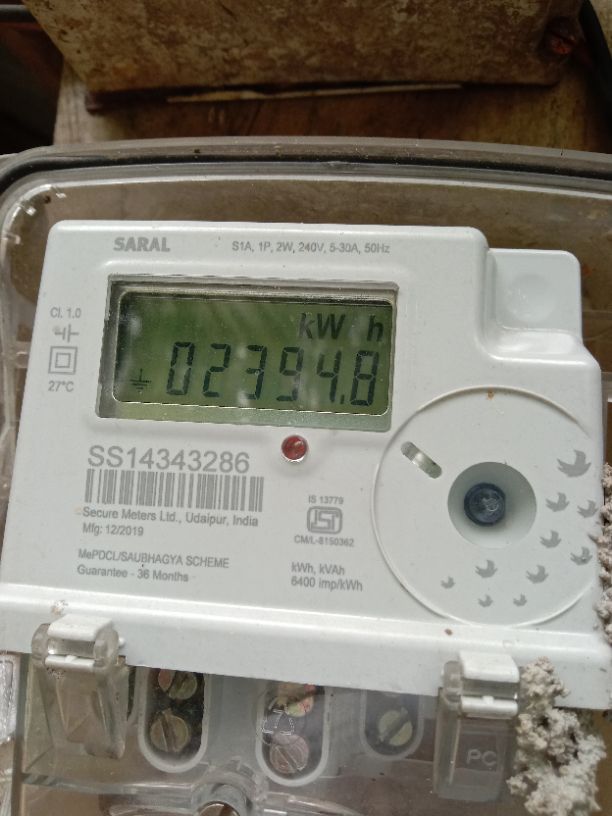 SARAL
S1A, 1P, 2W, 240V, 5-30A, 50Hz
Cl. 1.0
27°C
kW h
02394.8
SS14343286
Secure Meters Ltd., Udaipur, India
Mfg: 12/2019
MePDCL/SAUBHAGYA SCHEME
Guarantee - 36 Months
IS 13779
ISI
CM/L-8150362
kWh, kVAh
6400 imp/kWh
PC